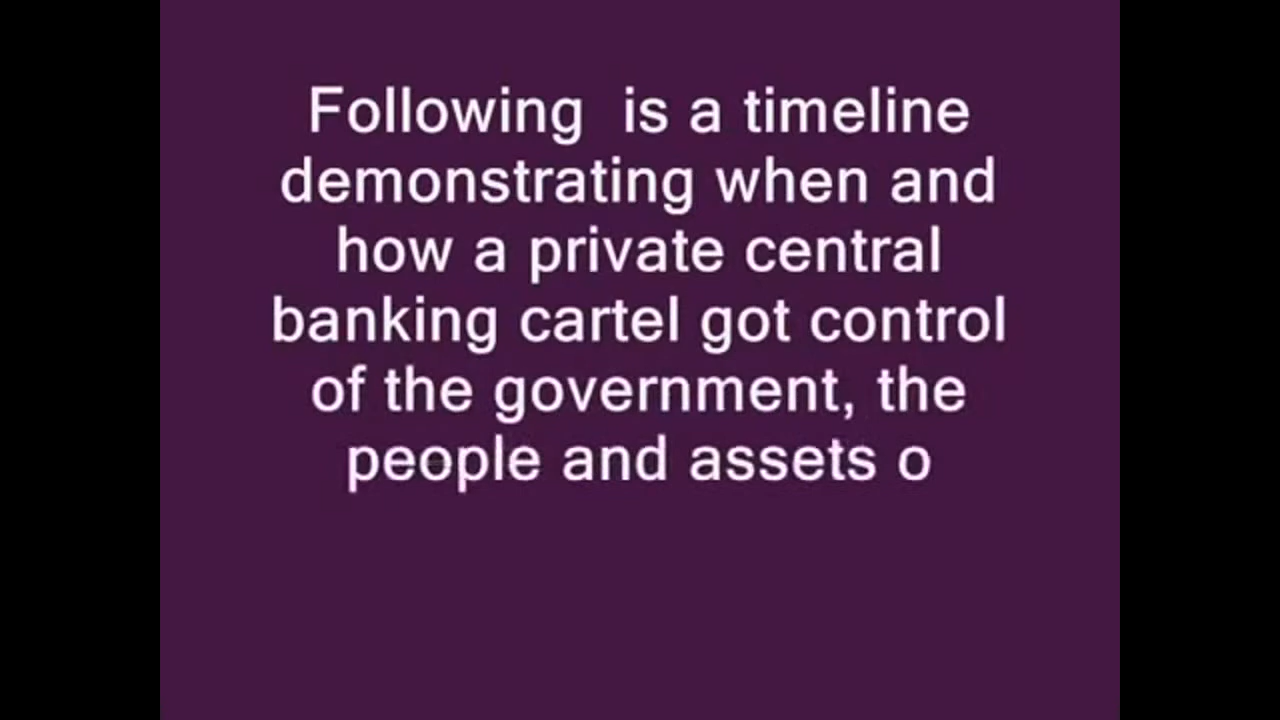 Following  is a timeline
demonstrating when and
how a private central
banking cartel got control
of the government, the
people and assets o